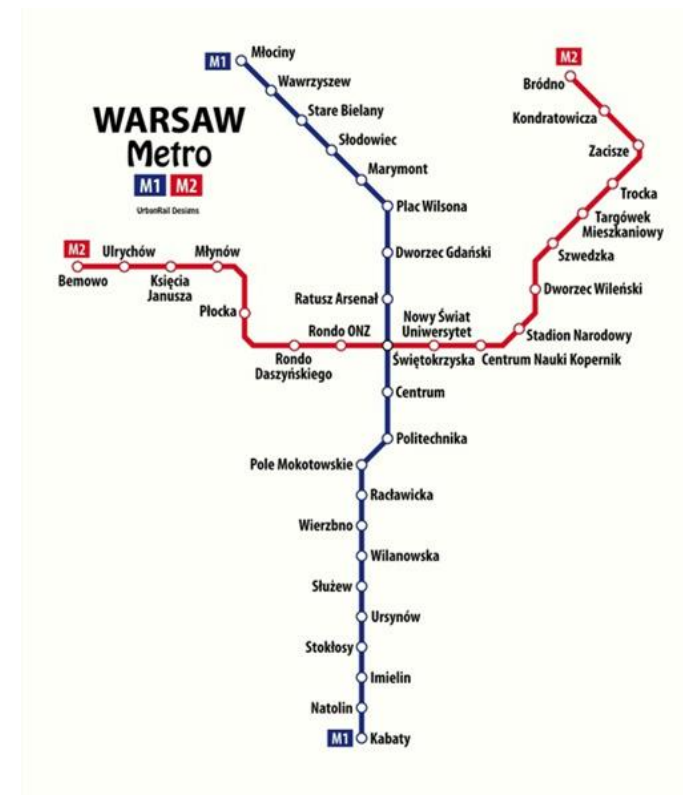 M1
Młociny
Wawrzyszew
Stare Bielany
Słodowiec
Marymont
Plac Wilsona
Dworzec Gdański
Ratusz Arsenał
M2
Bródno
Kondratowicza
Zacisze
Trocka
Targówek
Mieszkaniowy
Szwedzka
Dworzec Wileński
Stadion Narodowy
WARSAW
Metro
M1 M2
UrbanRail Designs
M2
Ulrychów
Młynów
Bemowo
Księcia
Janusza
Płocka
Rondo ONZ
Rondo
Daszyńskiego
Nowy Świat
Uniwersytet
Świętokrzyska
Centrum Nauki Kopernik
Centrum
Politechnika
Pole Mokotowskie
Racławicka
Wierzbno
Wilanowska
Służew
Ursynów
Stokłosy
Imielin
Natolin
M1
Kabaty